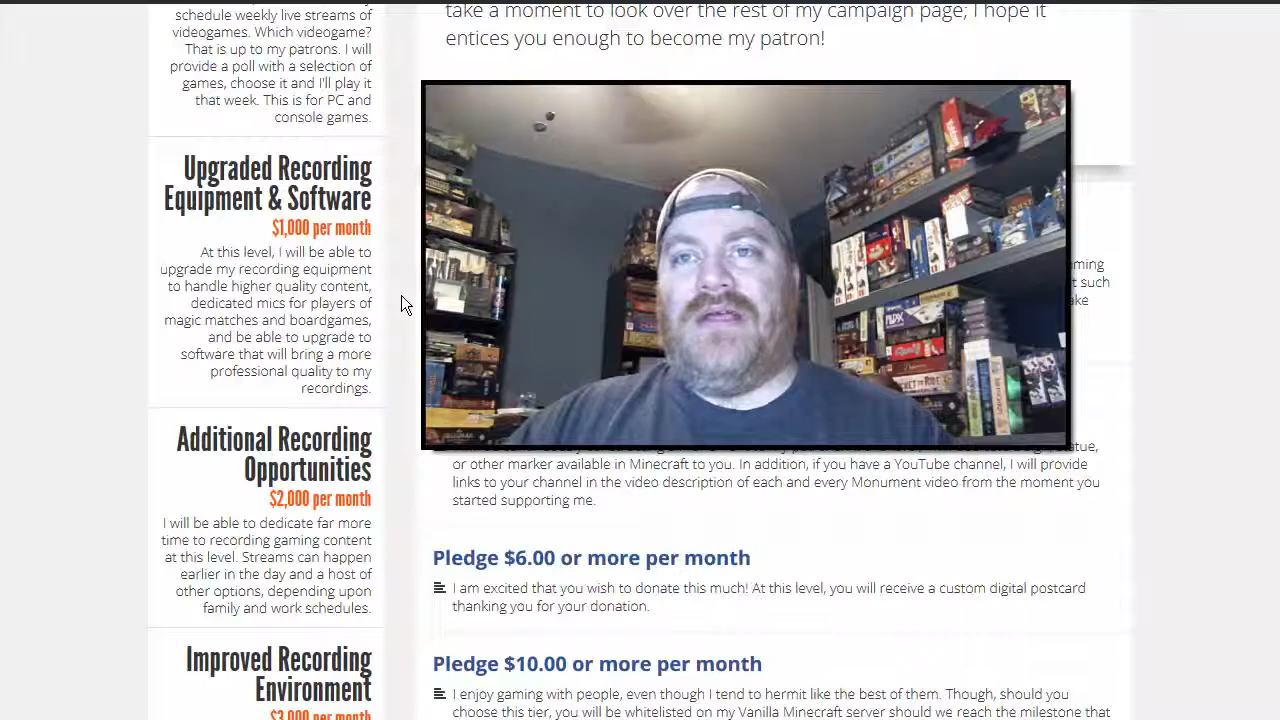 schedule weekly live streams of
videogames. Which videogame?
That is up to my patrons. I will
provide a poll with a selection of
games, choose it and I'll play it
that week. This is for PC and
console games.
Upgraded Recording
Equipment & Software
$1,000 per month
At this level, I will be able to
upgrade my recording equipment
to handle higher quality content,
dedicated mics for players of
magic matches and boardgames,
and be able to upgrade to
software that will bring a more
professional quality to my
recordings.
Additional Recording
Opportunities
$2,000 per month
I will be able to dedicate far more
time to recording gaming content
at this level. Streams can happen
earlier in the day and a host of
other options, depending upon
family and work schedules.
Improved Recording
Environment
$3,000 per month
take a moment to look over the rest of my campaign page; I hope it
entices you enough to become my patron!
or other marker available in Minecraft to you. In addition, if you have a YouTube channel, I will provide
links to your channel in the video description of each and every Monument video from the moment you
started supporting me.
Pledge $6.00 or more per month
I am excited that you wish to donate this much! At this level, you will receive a custom digital postcard
thanking you for your donation.
Pledge $10.00 or more per month
I enjoy gaming with people, even though I tend to hermit like the best of them. Though, should you
choose this tier, you will be whitelisted on my Vanilla Minecraft server should we reach the milestone that